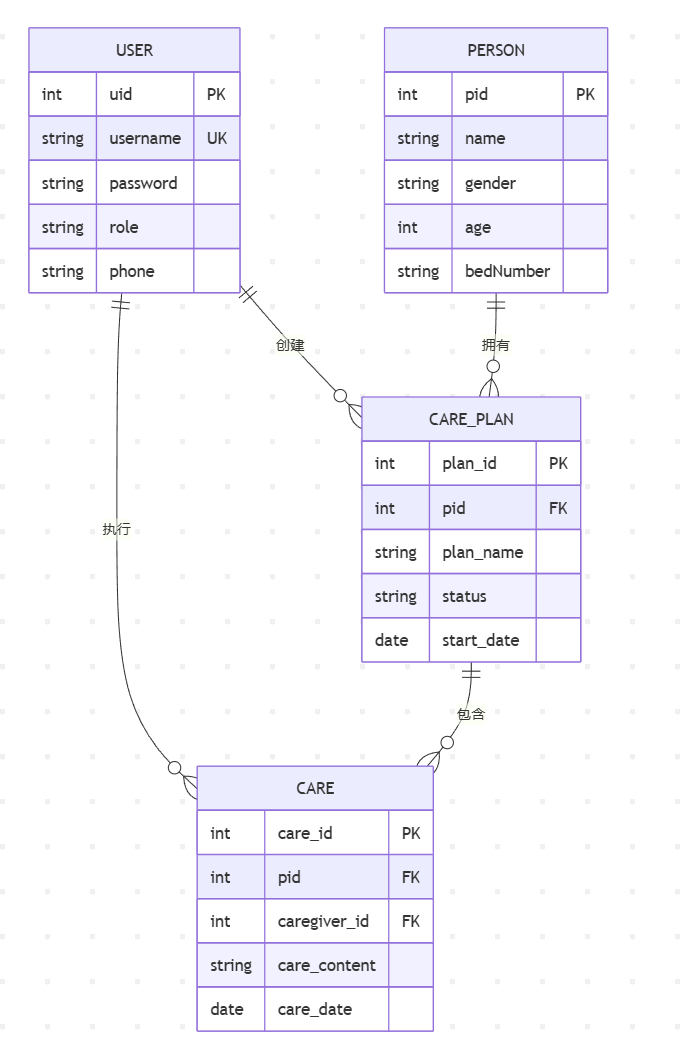 USER
int uid PK
string username UK
string password
string role
string phone
PERSON
int pid PK
string name
string gender
int age
string bedNumber
创建
拥有
CARE_PLAN
int plan_id PK
int pid FK
string plan_name
string status
date start_date
执行
包含
CARE
int care_id PK
int pid FK
int caregiver_id FK
string care_content
date care_date